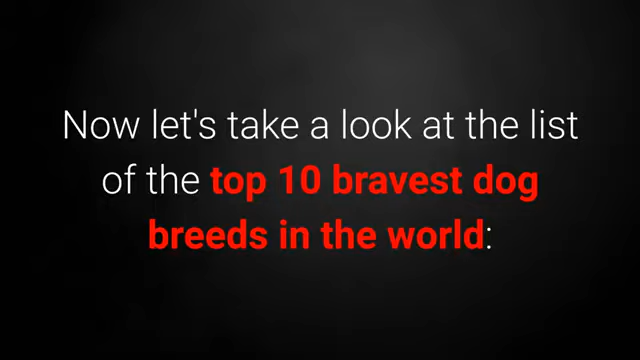 Now let's take a look at the list
of the top 10 bravest dog
breeds in the world: